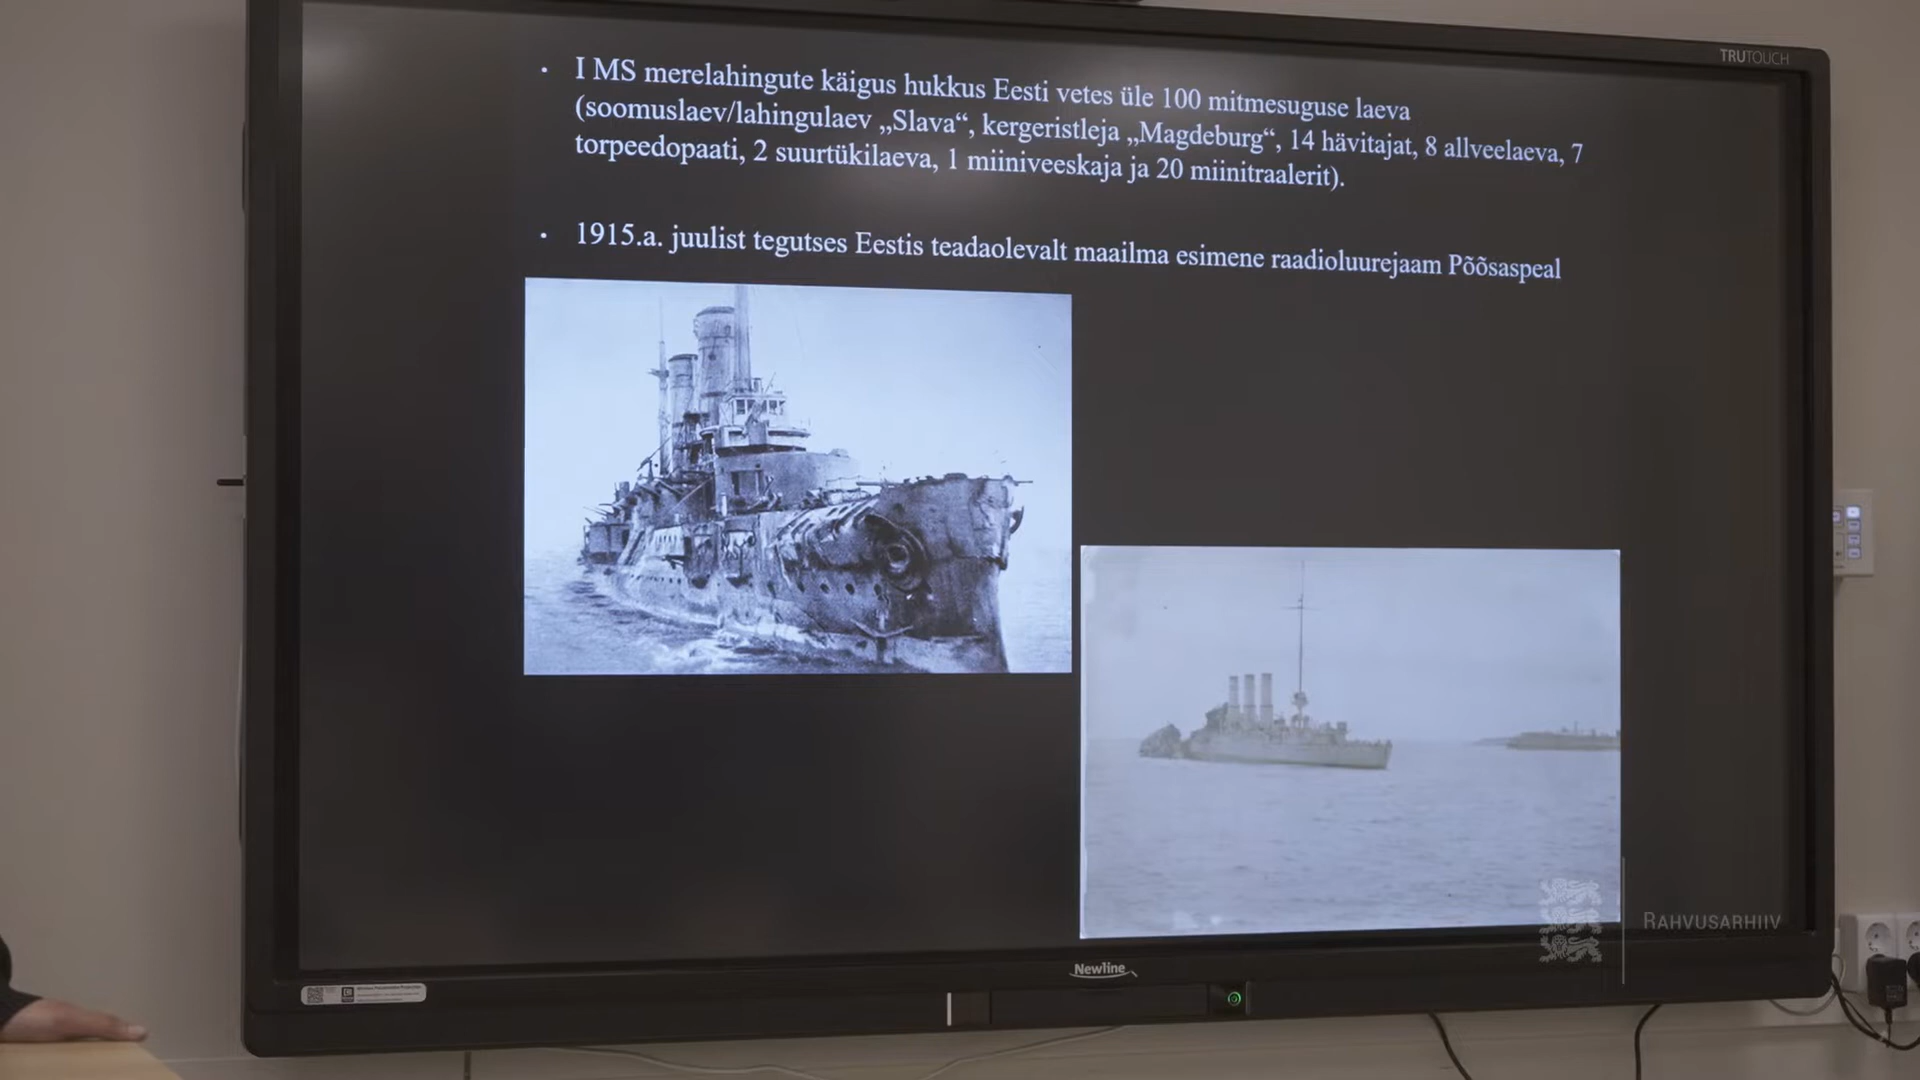 TRUTOUCH
• I MS merelahingute käigus hukkus Eesti vetes üle 100 mitmesuguse laeva
(soomuslaev/lahingulaev „Slava“, kergeristleja „Magdeburg“, 14 hävitajat, 8 allveelaeva, 7
torpeedopaati, 2 suurtükilaeva, 1 miiniveeskaja ja 20 miinitraalerit).
• 1915.a. juulist tegutses Eestis teadaolevalt maailma esimene raadioluurejaam Põõsaspeal
RAHVUSARHIIV
Newline